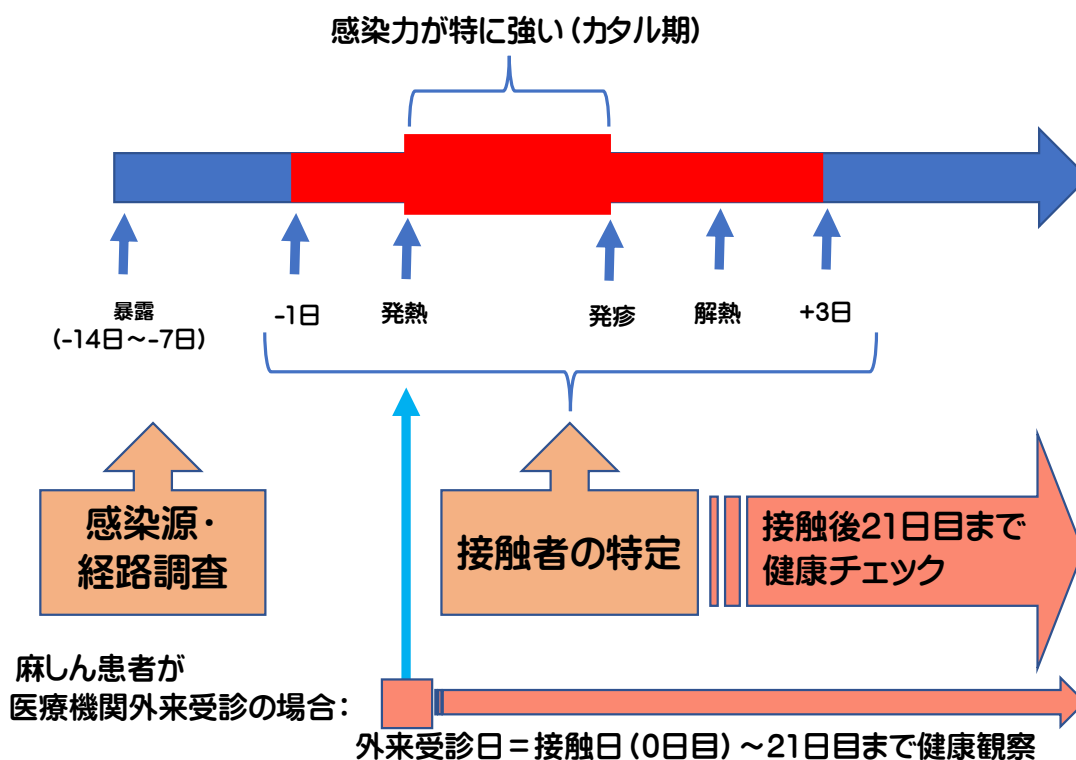 感染力が特に強い（カタル期）
暴露
（-14日～-7日）
-1日
発熱
発疹
解熱
+3日
感染源・
経路調査
接触者の特定
接触後21日目まで
健康チェック
麻しん患者が
医療機関外来受診の場合：
外来受診日＝接触日（0日目）～21日目まで健康観察